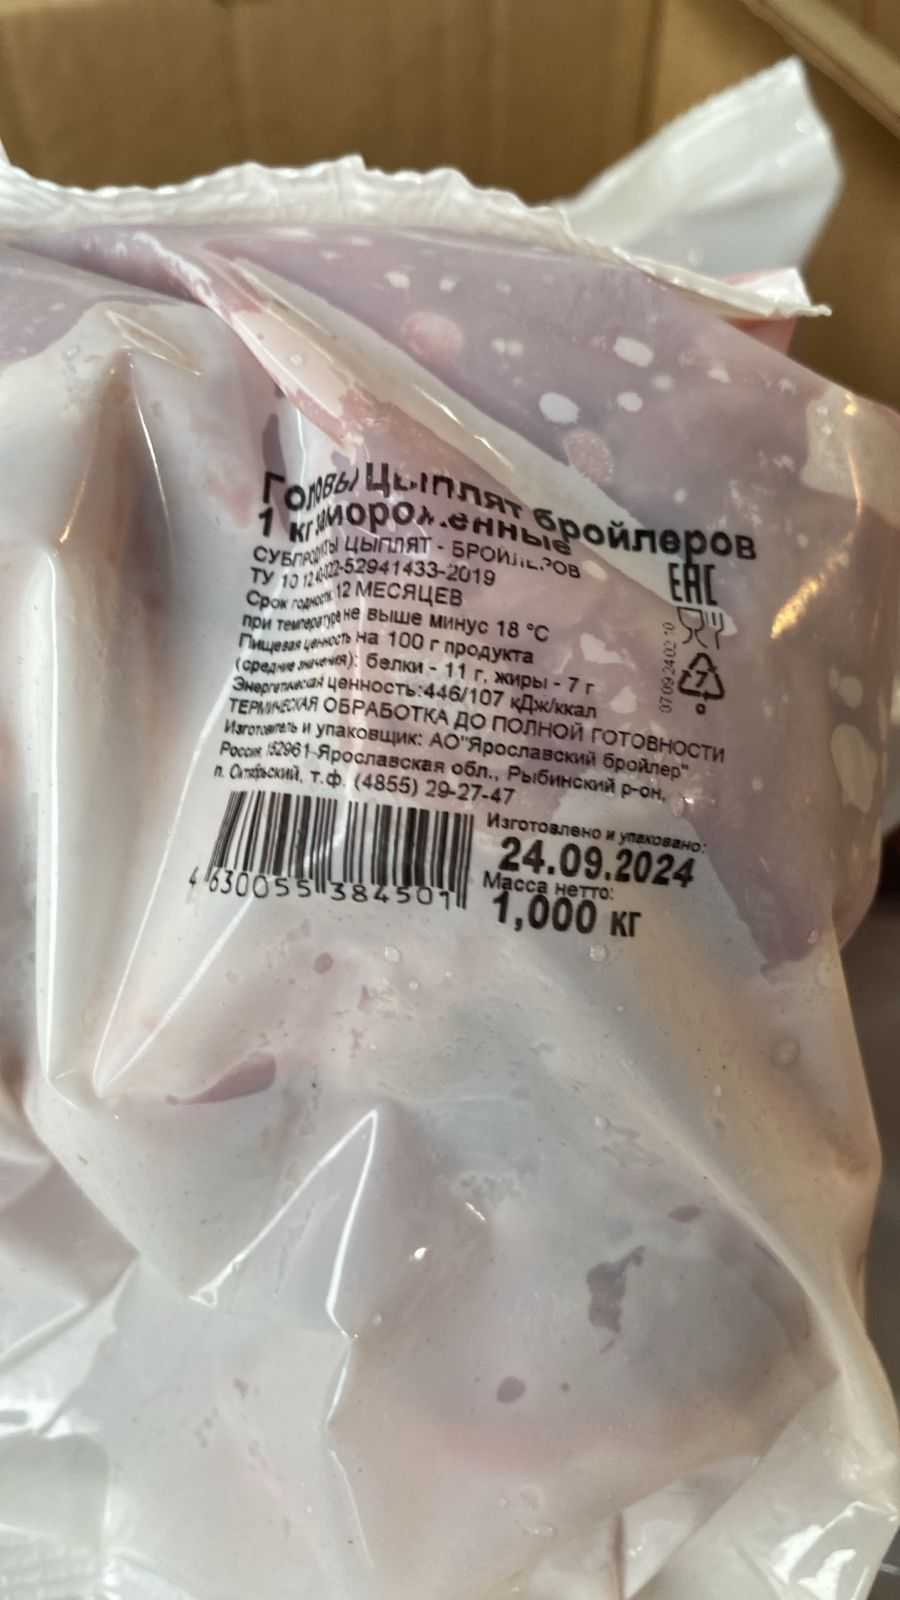 Головы цыплят бройлеров
1 кг замороженные
СУБПРОДУКТЫ ЦЫПЛЯТ - БРОЙЛЕРОВ
ТУ 10 12 40-022-52941433-2019
Срок годности 12 МЕСЯЦЕВ
при температуре не выше минус 18 °С
Пищевая ценность на 100 г продукта
(средние значения): белки - 11 г, жиры - 7 г
Энергетическая ценность:446/107 кДж/ккал
ТЕРМИЧЕСКАЯ ОБРАБОТКА ДО ПОЛНОЙ ГОТОВНОСТИ
Изготовитель и упаковщик: АО"Ярославский бройлер"
Россия 152961 Ярославская обл., Рыбинский р-он,
п. Октябрьский, т.ф. (4855) 29-27-47
EAC
07
4 630055 384501
Изготовлено и упаковано:
24.09.2024
Масса нетто:
1,000 кг